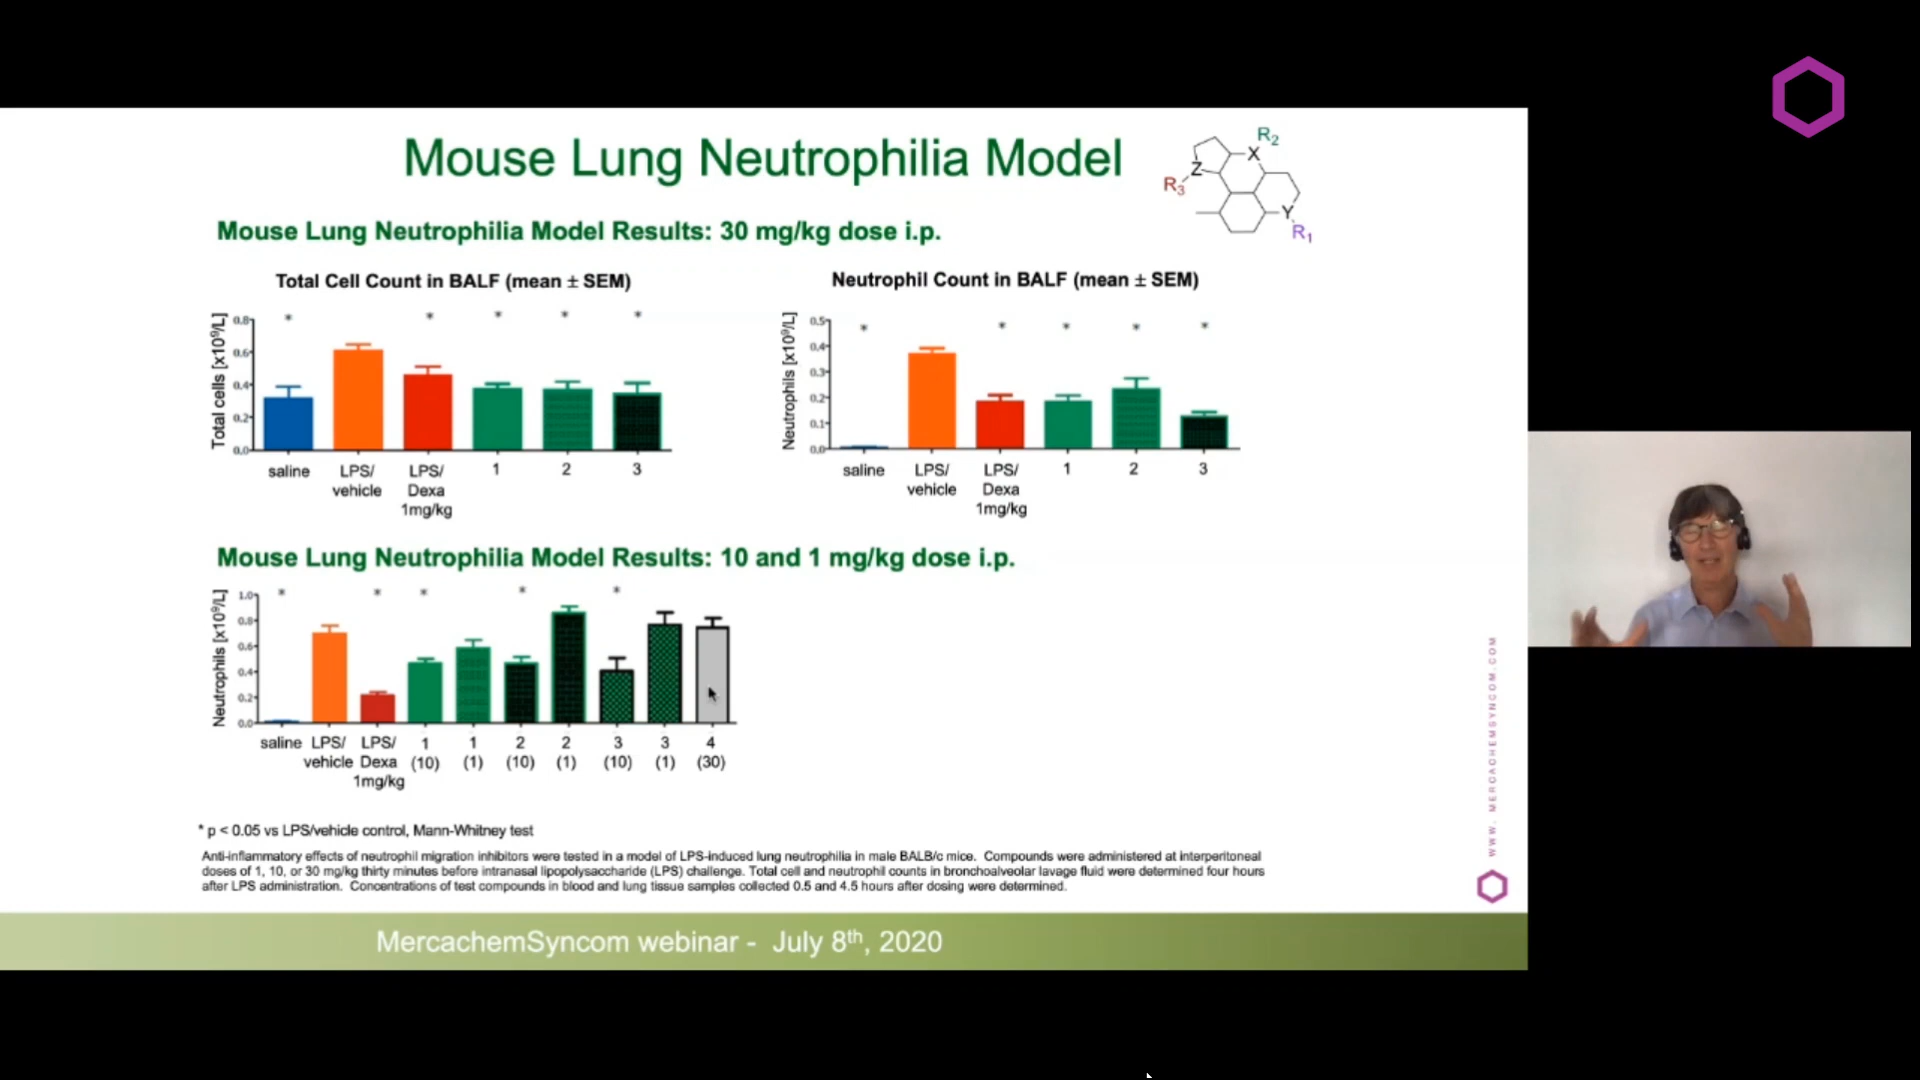 Mouse Lung Neutrophilia Model
R2
X
Z
R3
Y
R1
Mouse Lung Neutrophilia Model Results: 30 mg/kg dose i.p.
Total Cell Count in BALF (mean ± SEM)
Total cells [x10⁹/L]
0.8
0.6
0.4
0.2
0.0
* * * * *
saline LPS/ LPS/ 1 2 3
vehicle Dexa
1mg/kg
Neutrophil Count in BALF (mean ± SEM)
Neutrophils [x10⁹/L]
0.5
0.4
0.3
0.2
0.1
0.0
* * * * *
saline LPS/ LPS/ 1 2 3
vehicle Dexa
1mg/kg
Mouse Lung Neutrophilia Model Results: 10 and 1 mg/kg dose i.p.
Neutrophils [x10⁹/L]
1.0
0.8
0.6
0.4
0.2
0.0
* * * * *
saline LPS/ LPS/ 1 1 2 2 3 3 4
vehicle Dexa (10) (1) (10) (1) (10) (1) (30)
1mg/kg
* p < 0.05 vs LPS/vehicle control, Mann-Whitney test
Anti-inflammatory effects of neutrophil migration inhibitors were tested in a model of LPS-induced lung neutrophilia in male BALB/c mice. Compounds were administered at interperitoneal
doses of 1, 10, or 30 mg/kg thirty minutes before intranasal lipopolysaccharide (LPS) challenge. Total cell and neutrophil counts in bronchoalveolar lavage fluid were determined four hours
after LPS administration. Concentrations of test compounds in blood and lung tissue samples collected 0.5 and 4.5 hours after dosing were determined.
WWW. MERCACHEMSYNCOM.COM
MercachemSyncom webinar - July 8th, 2020